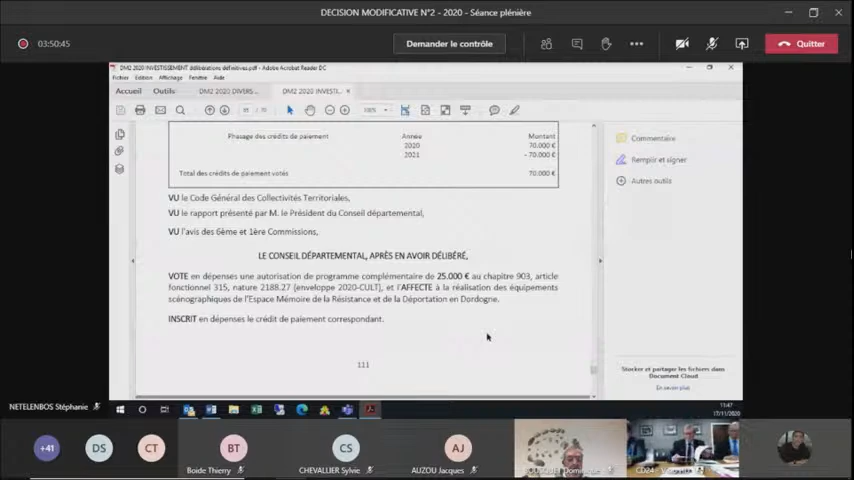 DECISION MODIFICATIVE N°2 - 2020 - Séance plénière
03:50:45
Demander le contrôle
Quitter
DM2 2020 INVESTISSEMENT délibérations définitives.pdf - Adobe Acrobat Reader DC
Fichier Edition Affichage Fenêtre Aide
Accueil Outils DM2 2020 DIVERS... DM2 2020 INVESTI... ×
Phasage des crédits de paiement Année Montant
2020 70.000 €
2021 - 70.000 €
Total des crédits de paiement votés 70.000 €
Commentaire
Remplir et signer
Autres outils
VU le Code Général des Collectivités Territoriales,
VU le rapport présenté par M. le Président du Conseil départemental,
VU l'avis des 6ème et 1ère Commissions,
LE CONSEIL DÉPARTEMENTAL, APRÈS EN AVOIR DÉLIBÉRÉ,
VOTE en dépenses une autorisation de programme complémentaire de 25.000 € au chapitre 903, article
fonctionnel 315, nature 2188.27 (enveloppe 2020-CULT), et l'AFFECTE à la réalisation des équipements
scénographiques de l'Espace Mémoire de la Résistance et de la Déportation en Dordogne.
INSCRIT en dépenses le crédit de paiement correspondant.
111
Stocker et partager les fichiers dans
Document Cloud
En savoir plus
11:47
17/11/2020
NETELENBOS Stéphanie
+41
DS
CT
BT
CS
AJ
Boide Thierry
CHEVALLIER Sylvie
AUZOU Jacques
BOUSQUET Dominique
CD24